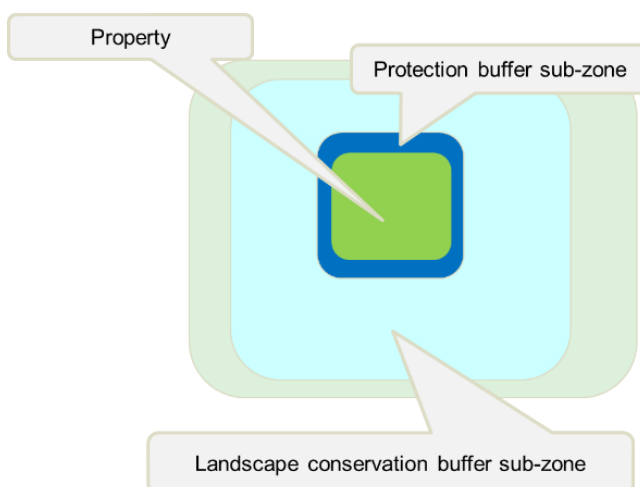 Property
Protection buffer sub-zone
Landscape conservation buffer sub-zone